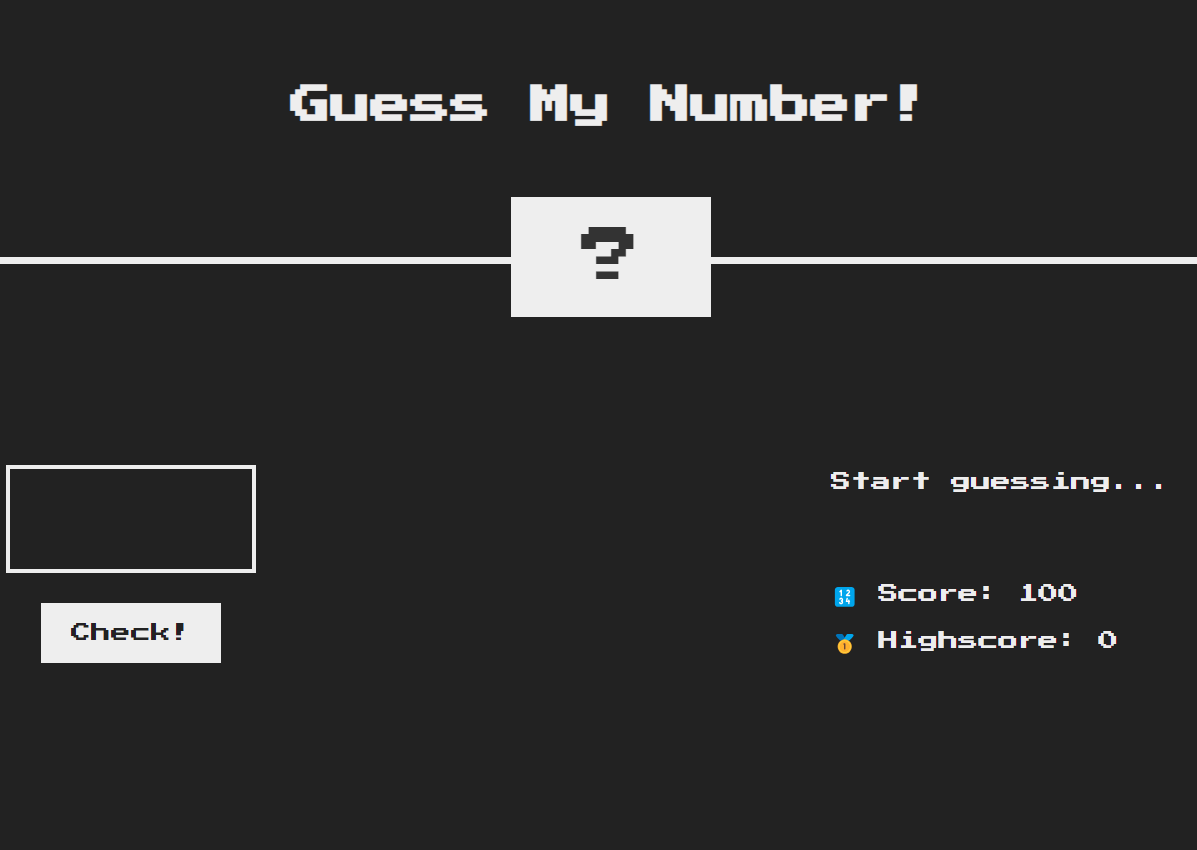 Guess My Number!
?
Check!
Start guessing...
🔢 Score: 100
🥇 Highscore: 0